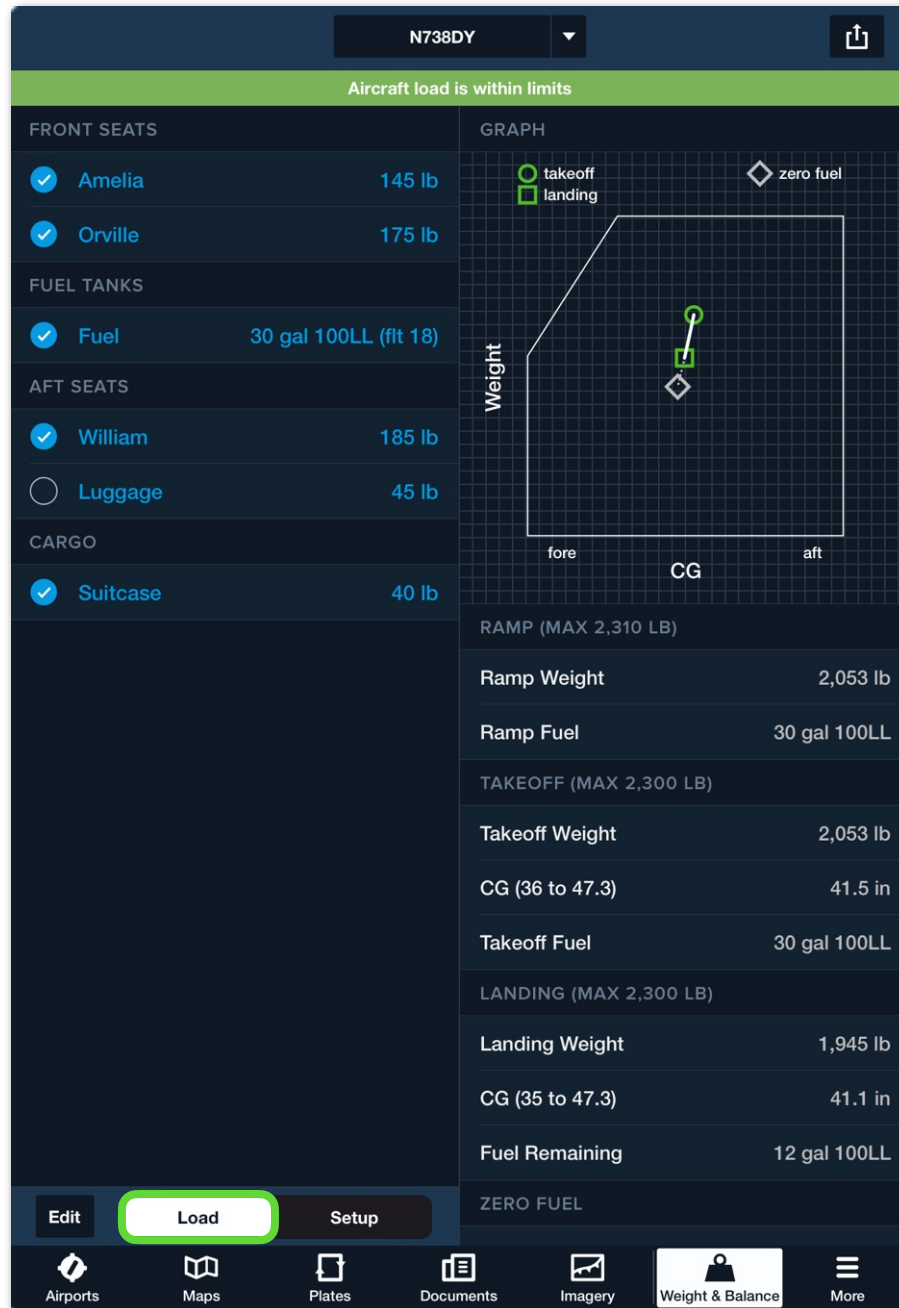 N738DY
Aircraft load is within limits
FRONT SEATS
Amelia 145 lb
Orville 175 lb
FUEL TANKS
Fuel 30 gal 100LL (flt 18)
AFT SEATS
William 185 lb
Luggage 45 lb
CARGO
Suitcase 40 lb
Edit Load Setup
GRAPH
takeoff zero fuel
landing
Weight
fore aft
CG
RAMP (MAX 2,310 LB)
Ramp Weight 2,053 lb
Ramp Fuel 30 gal 100LL
TAKEOFF (MAX 2,300 LB)
Takeoff Weight 2,053 lb
CG (36 to 47.3) 41.5 in
Takeoff Fuel 30 gal 100LL
LANDING (MAX 2,300 LB)
Landing Weight 1,945 lb
CG (35 to 47.3) 41.1 in
Fuel Remaining 12 gal 100LL
ZERO FUEL
Airports Maps Plates Documents Imagery Weight & Balance More